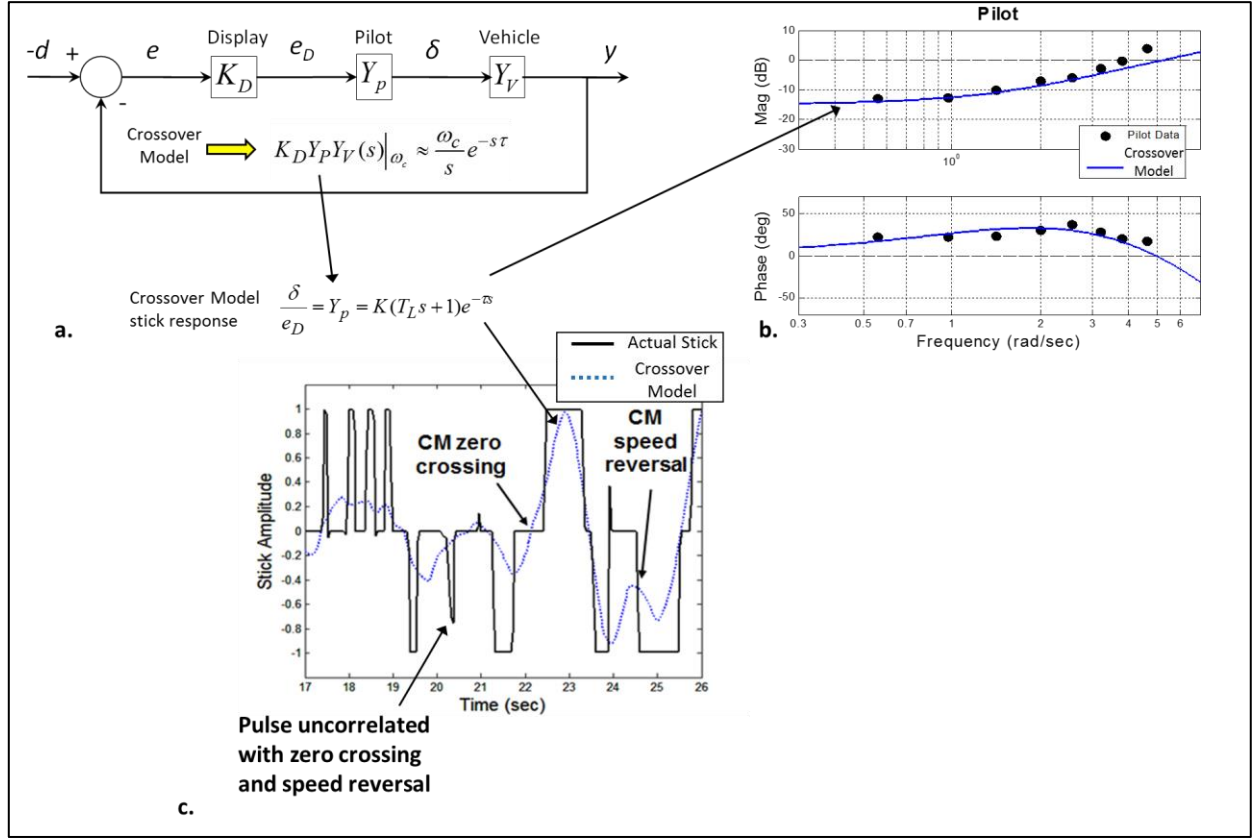 -d + e Display e_D Pilot δ Vehicle y
K_D Y_p Y_V
-
Crossover
Model
K_D Y_P Y_V(s)|_{ω_c} ≈ \frac{ω_c}{s} e^{-sτ}
Crossover Model
stick response
\frac{δ}{e_D} = Y_p = K(T_L s + 1)e^{-τs}
a.
Pilot
Mag (dB)
10
0
-10
-20
-30
10^0
Pilot Data
Crossover
Model
Phase (deg)
50
0
-50
0.3 0.5 0.7 1 2 3 4 5 6
Frequency (rad/sec)
b.
Actual Stick
Crossover
Model
Stick Amplitude
1
0.8
0.6
0.4
0.2
0
-0.2
-0.4
-0.6
-0.8
-1
CM zero
crossing
CM
speed
reversal
17 18 19 20 21 22 23 24 25 26
Time (sec)
Pulse uncorrelated
with zero crossing
and speed reversal
c.